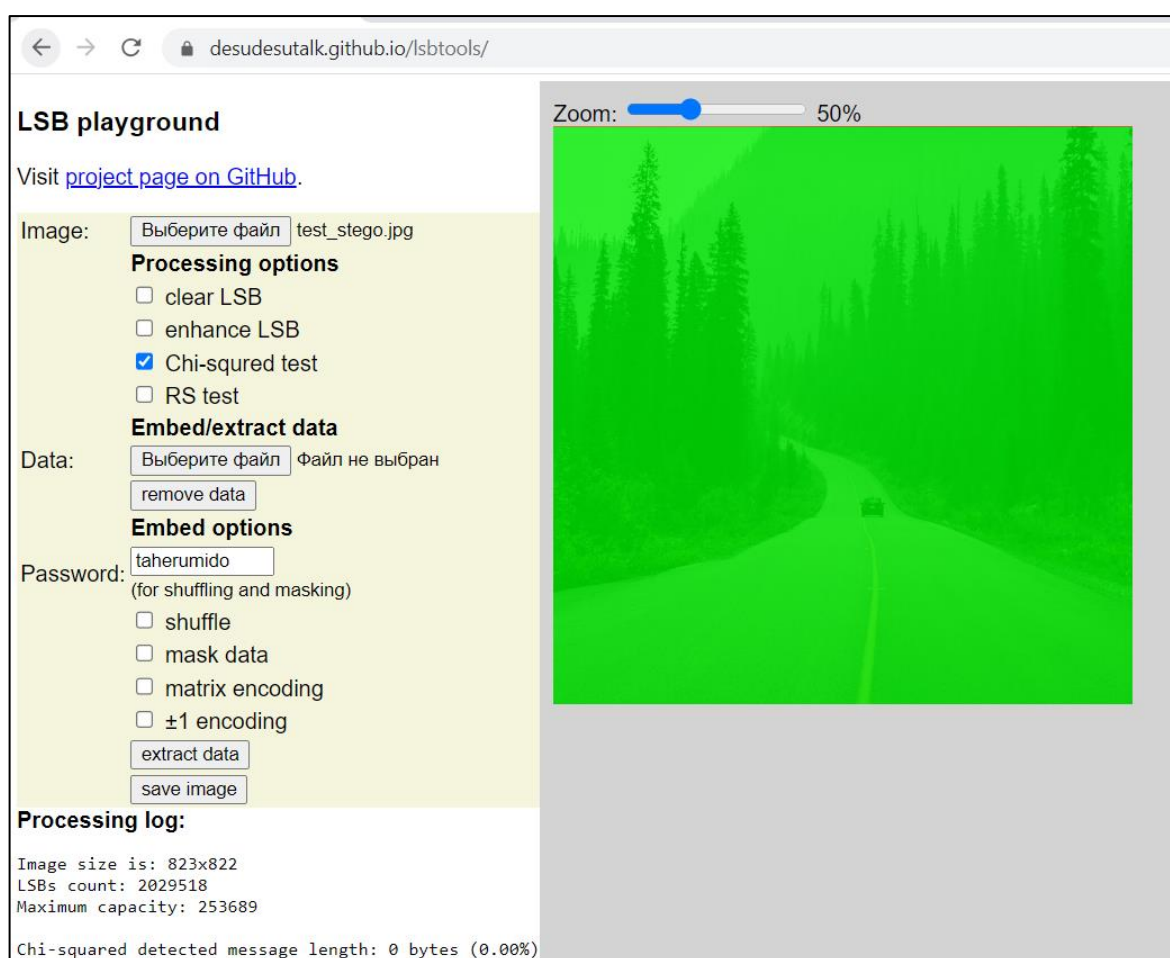 desudesutalk.github.io/lsbtools/
LSB playground
Visit project page on GitHub.
Image: Выберите файл test_stego.jpg
Processing options
clear LSB
enhance LSB
Chi-squred test
RS test
Embed/extract data
Data: Выберите файл Файл не выбран
remove data
Embed options
Password: taherumido
(for shuffling and masking)
shuffle
mask data
matrix encoding
±1 encoding
extract data
save image
Processing log:
Image size is: 823x822
LSBs count: 2029518
Maximum capacity: 253689
Chi-squared detected message length: 0 bytes (0.00%)
Zoom: 50%